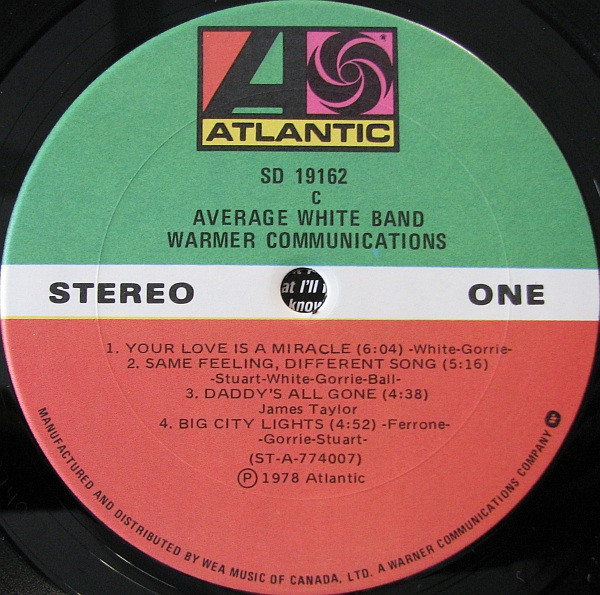 ATLANTIC
SD 19162
C
AVERAGE WHITE BAND
WARMER COMMUNICATIONS
STEREO
at I'll
know
ONE
1. YOUR LOVE IS A MIRACLE (6:04) -White-Gorrie-
2. SAME FEELING, DIFFERENT SONG (5:16)
-Stuart-White-Gorrie-Ball-
3. DADDY'S ALL GONE (4:38)
James Taylor
4. BIG CITY LIGHTS (4:52) -Ferrone-
-Gorrie-Stuart-
(ST-A-774007)
Ⓟ 1978 Atlantic
MANUFACTURED AND DISTRIBUTED BY WEA MUSIC OF CANADA, LTD. A WARNER COMMUNICATIONS COMPANY